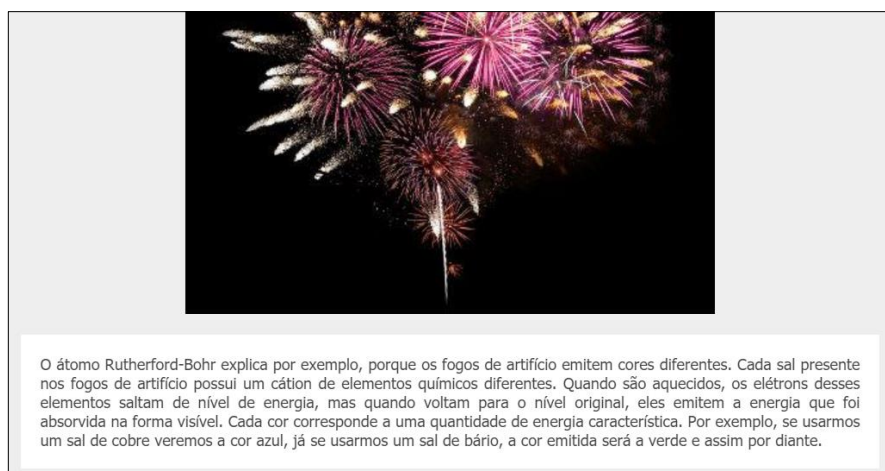 O átomo Rutherford-Bohr explica por exemplo, porque os fogos de artifício emitem cores diferentes. Cada sal presente
nos fogos de artifício possui um cátion de elementos químicos diferentes. Quando são aquecidos, os elétrons desses
elementos saltam de nível de energia, mas quando voltam para o nível original, eles emitem a energia que foi
absorvida na forma visível. Cada cor corresponde a uma quantidade de energia característica. Por exemplo, se usarmos
um sal de cobre veremos a cor azul, já se usarmos um sal de bário, a cor emitida será a verde e assim por diante.